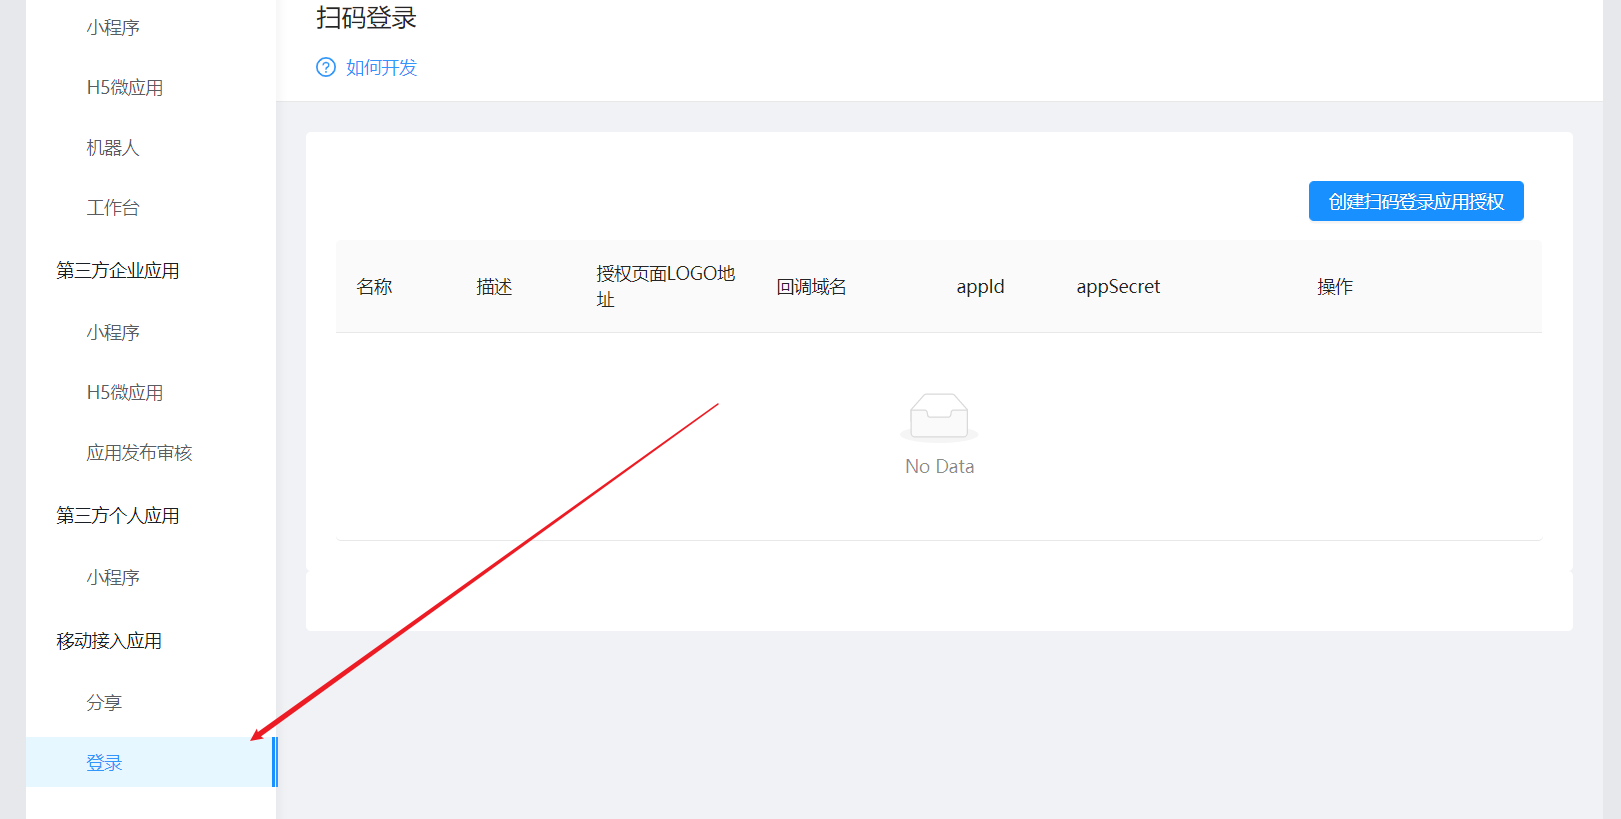 小程序
H5微应用
机器人
工作台
第三方企业应用
小程序
H5微应用
应用发布审核
第三方个人应用
小程序
移动接入应用
分享
登录
扫码登录
如何开发
创建扫码登录应用授权
名称
描述
授权页面LOGO地
址
回调域名
appId
appSecret
操作
No Data